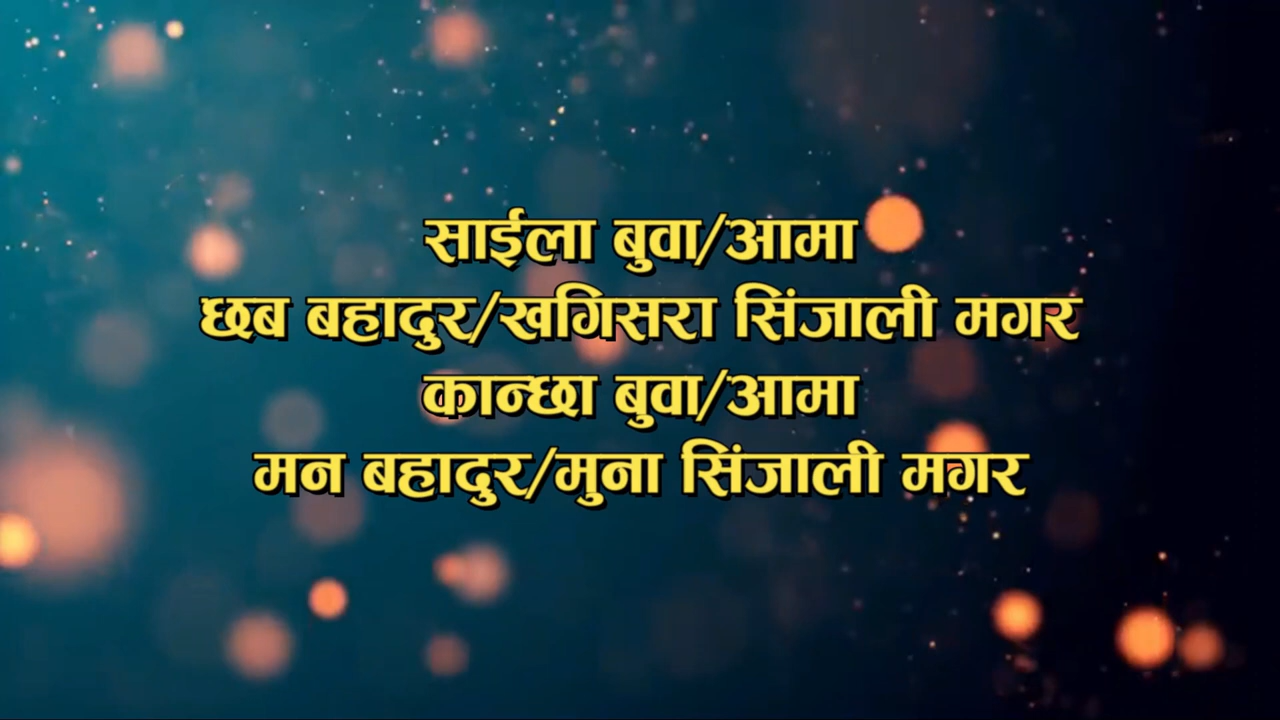 साईला बुवा/आमा
छब बहादुर/खगिसरा सिंजाली मगर
कान्छा बुवा/आमा
मन बहादुर/मुना सिंजाली मगर